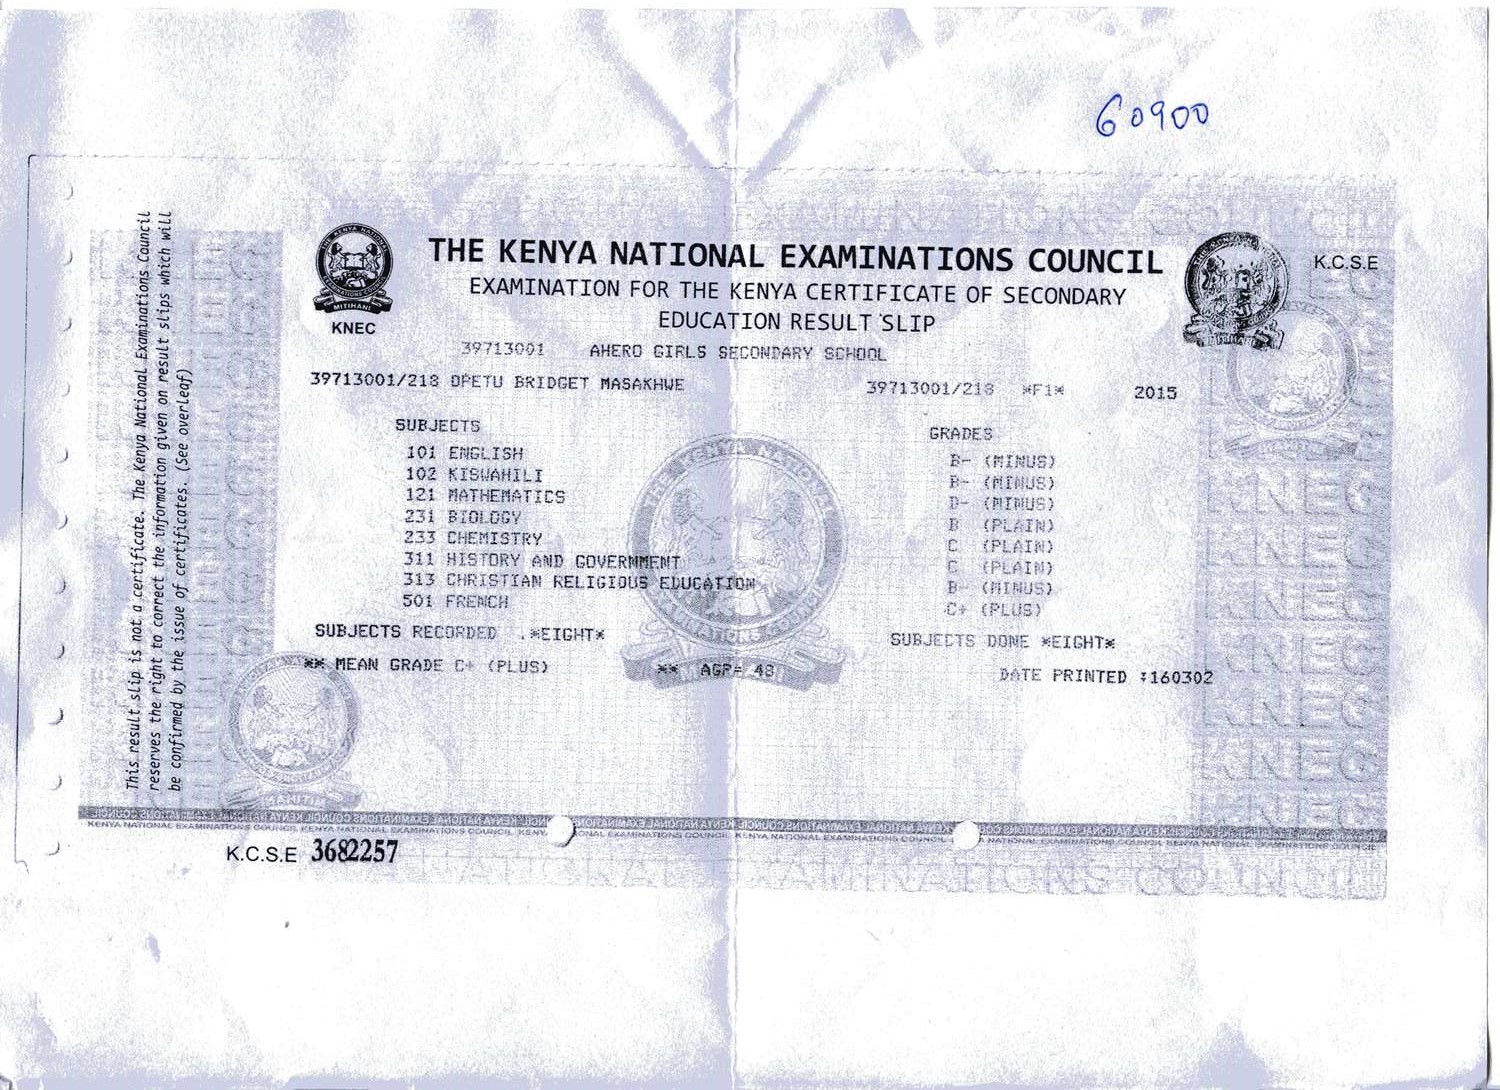 60900
THE KENYA NATIONAL EXAMINATIONS COUNCIL
EXAMINATION FOR THE KENYA CERTIFICATE OF SECONDARY
EDUCATION RESULT SLIP
KNEC
K.C.S.E
39713001 AHERO GIRLS SECONDARY SCHOOL
39713001/218 OPETU BRIDGET MASAKHWE 39713001/218 *F1* 2015
SUBJECTS GRADES
101 ENGLISH B- (MINUS)
102 KISWAHILI B- (MINUS)
121 MATHEMATICS D- (MINUS)
231 BIOLOGY B (PLAIN)
233 CHEMISTRY C (PLAIN)
311 HISTORY AND GOVERNMENT C (PLAIN)
313 CHRISTIAN RELIGIOUS EDUCATION B- (MINUS)
501 FRENCH C+ (PLUS)
SUBJECTS RECORDED .*EIGHT* SUBJECTS DONE *EIGHT*
** MEAN GRADE C+ (PLUS) ** AGP= 48 DATE PRINTED :160302
K.C.S.E 3682257
This result slip is not a certificate. The Kenya National Examinations Council
reserves the right to correct the information given on result slips which will
be confirmed by the issue of certificates. (See overleaf)